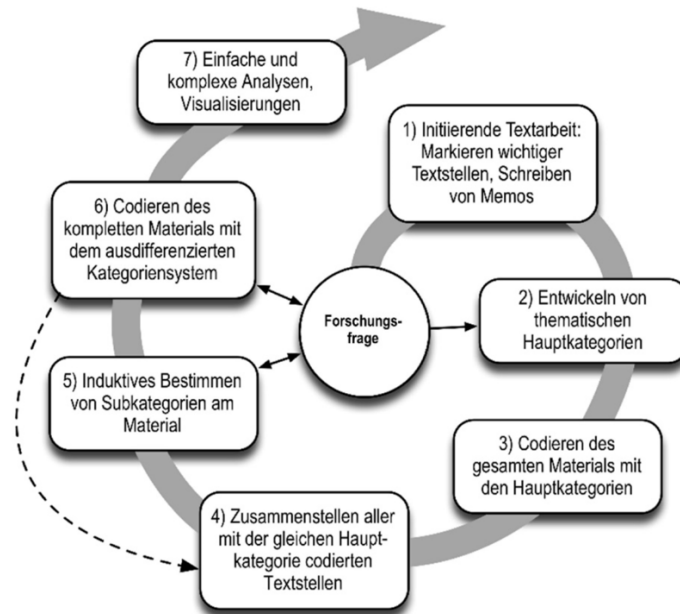 7) Einfache und
komplexe Analysen,
Visualisierungen
1) Initiierende Textarbeit:
Markieren wichtiger
Textstellen, Schreiben
von Memos
6) Codieren des
kompletten Materials mit
dem ausdifferenzierten
Kategoriensystem
Forschungs-
frage
2) Entwickeln von
thematischen
Hauptkategorien
5) Induktives Bestimmen
von Subkategorien am
Material
3) Codieren des
gesamten Materials mit
den Hauptkategorien
4) Zusammenstellen aller
mit der gleichen Haupt-
kategorie codierten
Textstellen